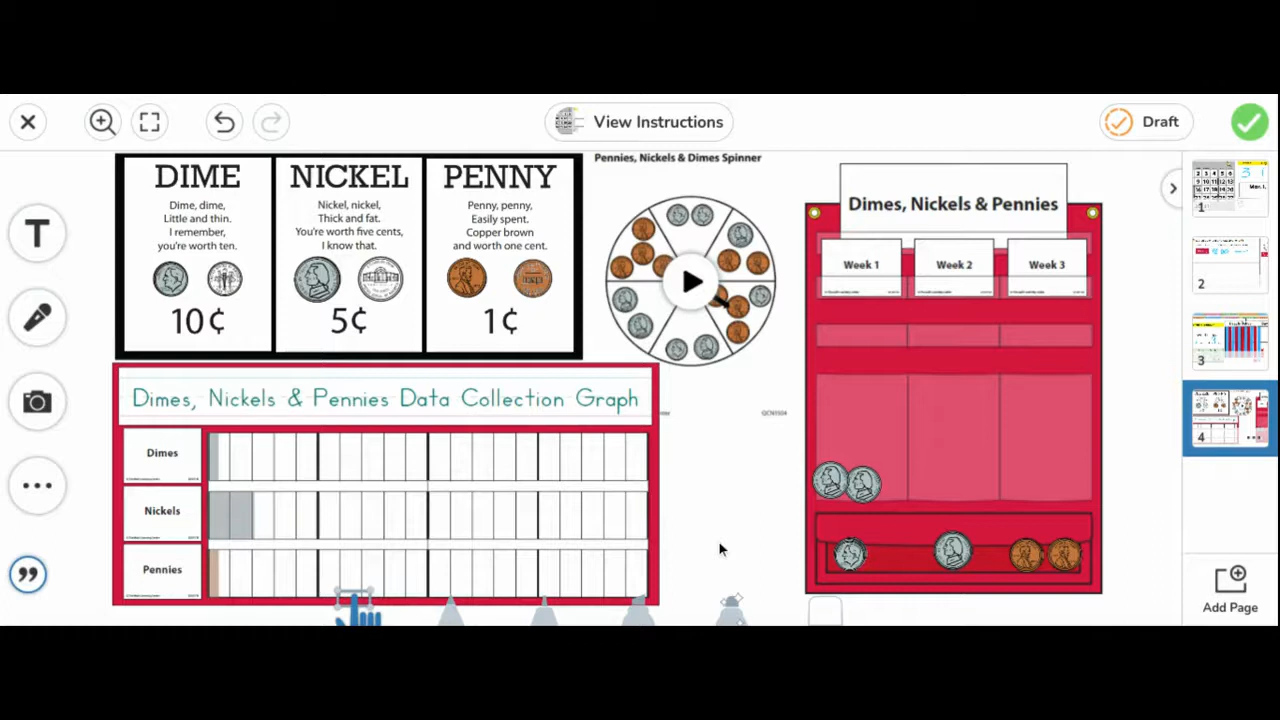 View Instructions
Draft
DIME
Dime, dime,
Little and thin.
I remember,
you're worth ten.
10¢
NICKEL
Nickel, nickel,
Thick and fat.
You're worth five cents,
I know that.
5¢
PENNY
Penny, penny,
Easily spent.
Copper brown
and worth one cent.
1¢
Pennies, Nickels & Dimes Spinner
QCN1004
Dimes, Nickels & Pennies
Week 1
Week 2
Week 3
Dimes, Nickels & Pennies Data Collection Graph
Dimes
Nickels
Pennies
T
1
2
3
4
Add Page